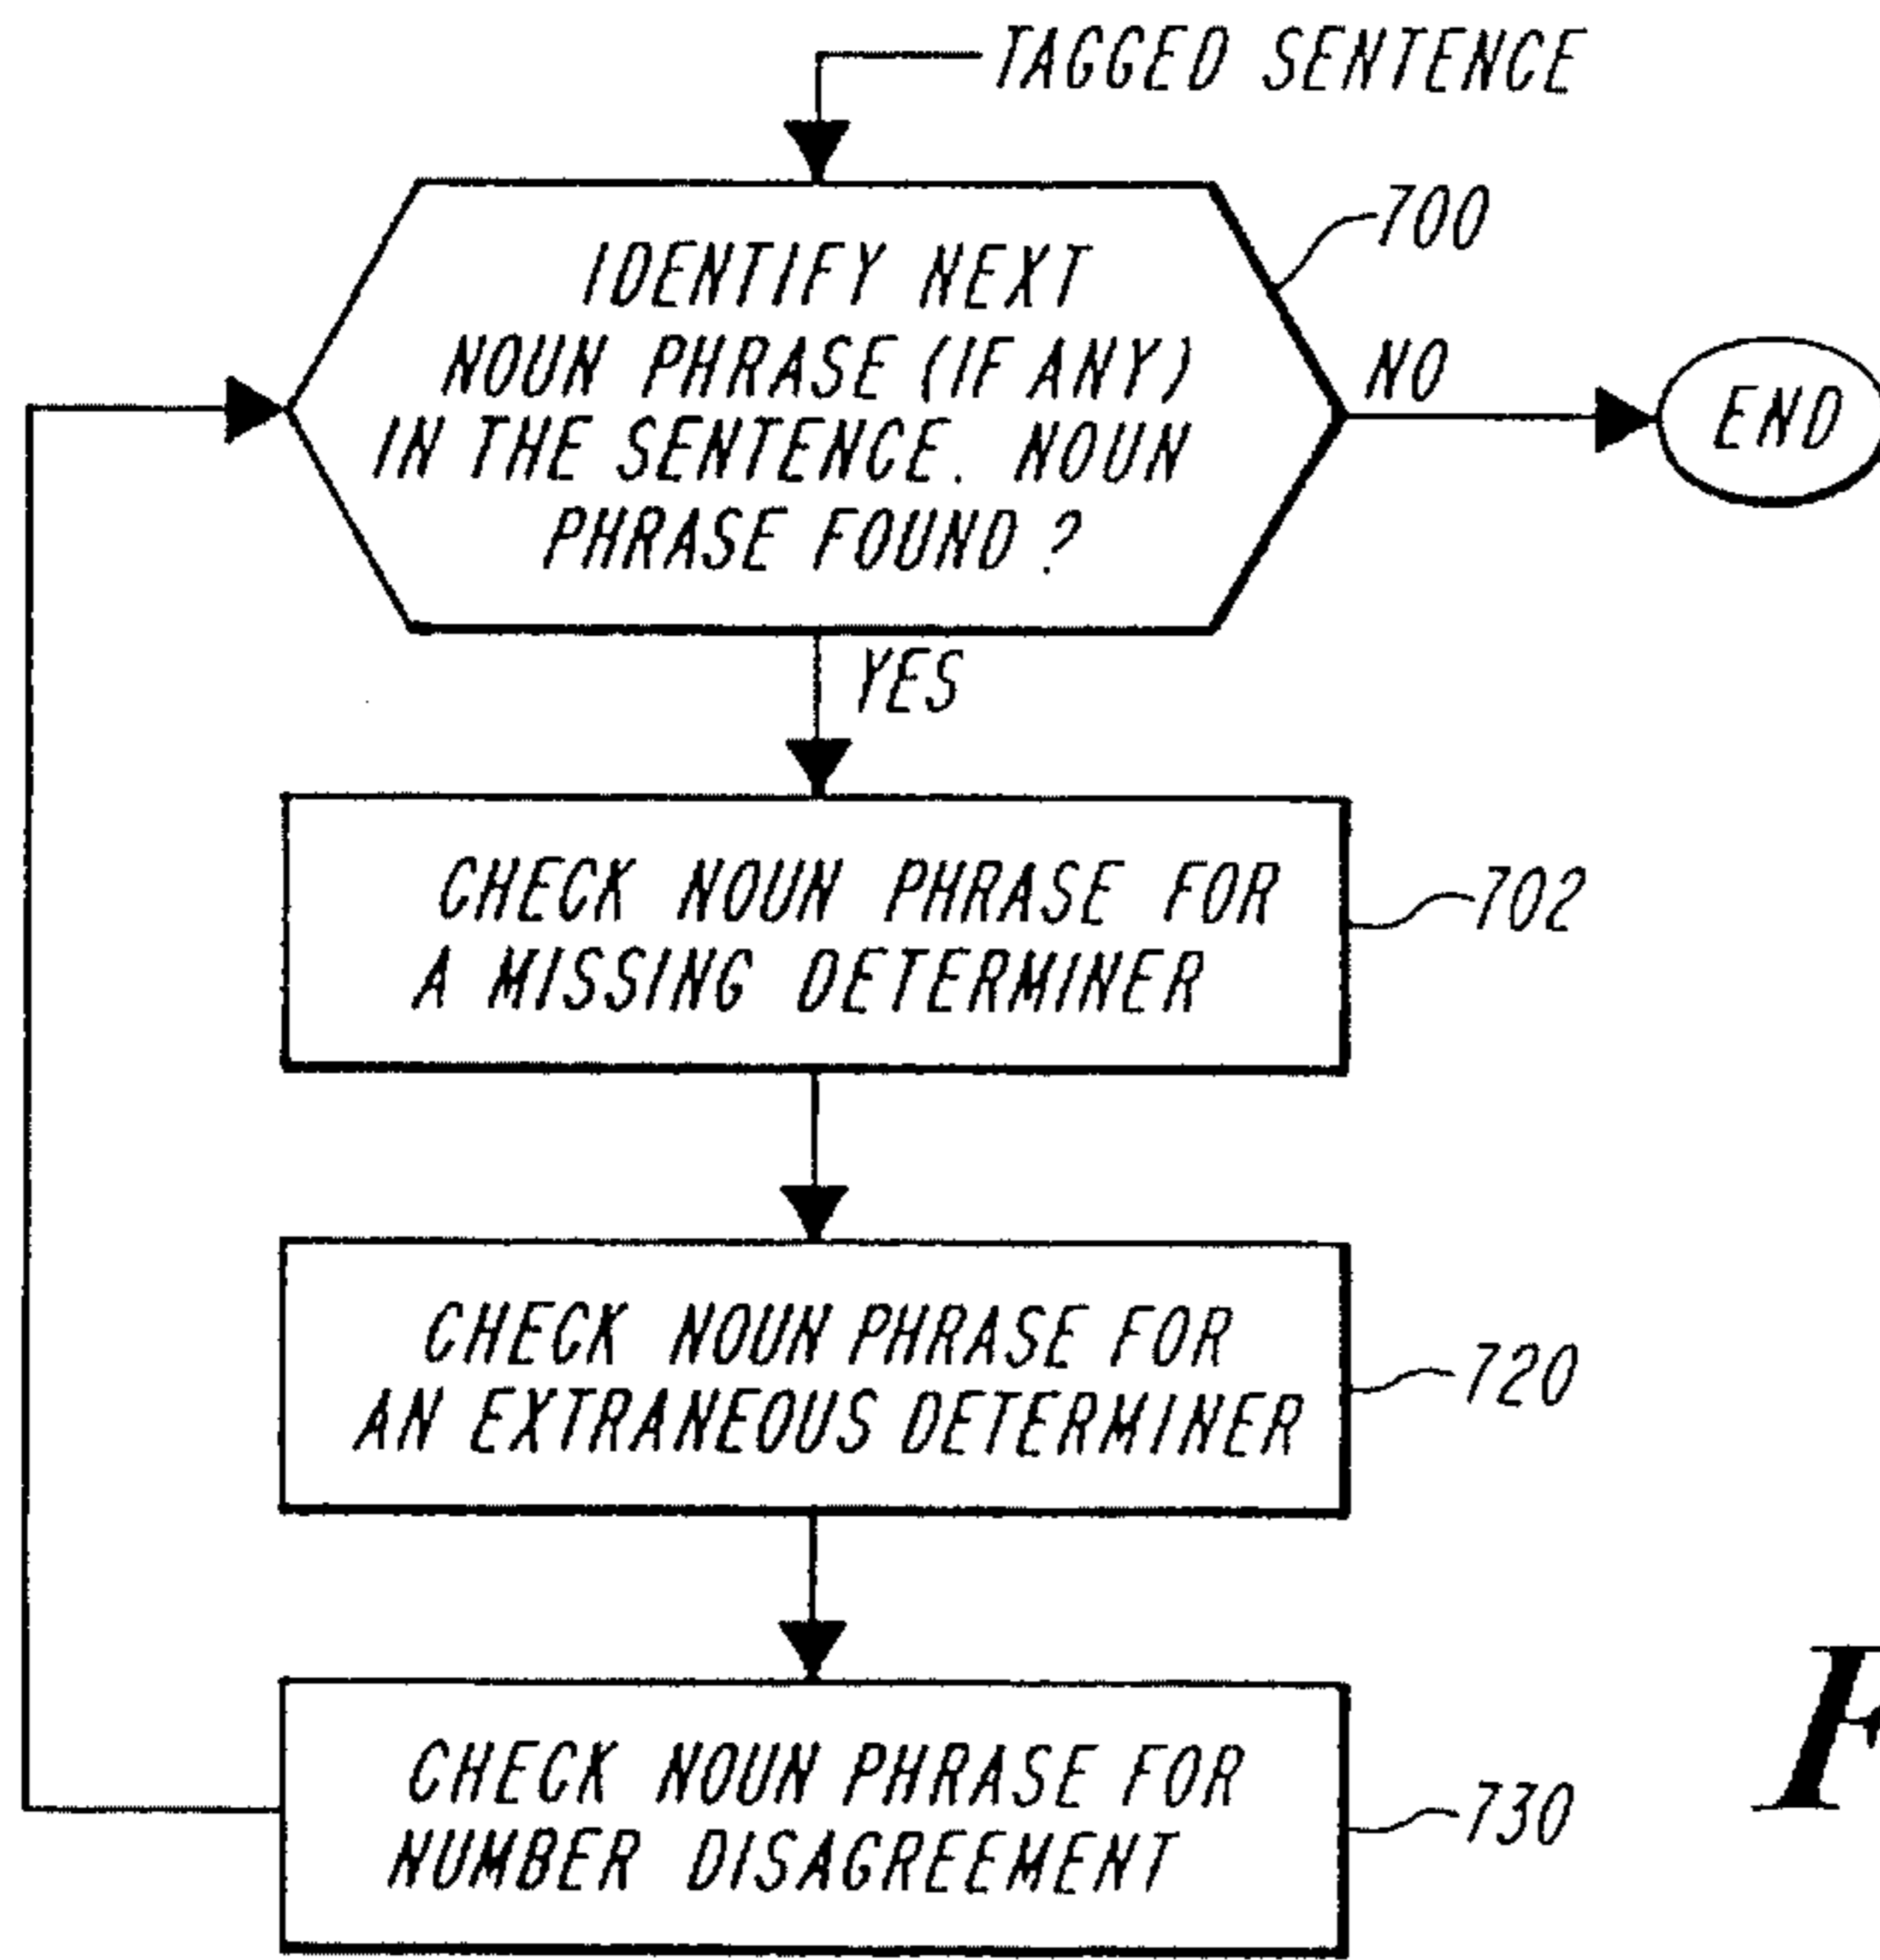 TAGGED SENTENCE
700
IDENTIFY NEXT
NOUN PHRASE (IF ANY)
IN THE SENTENCE. NOUN
PHRASE FOUND?
NO
END
YES
CHECK NOUN PHRASE FOR
A MISSING DETERMINER
702
CHECK NOUN PHRASE FOR
AN EXTRANEOUS DETERMINER
720
CHECK NOUN PHRASE FOR
NUMBER DISAGREEMENT
730